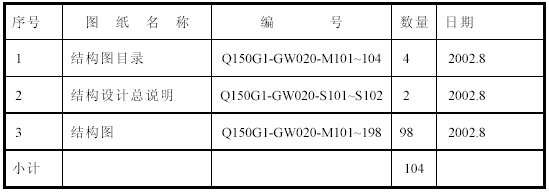 序号 图纸名称 编号 数量 日期
1 结构图目录 Q150G1-GW020-M101~104 4 2002.8
2 结构设计总说明 Q150G1-GW020-S101~S102 2 2002.8
3 结构图 Q150G1-GW020-M101~198 98 2002.8
小计 104